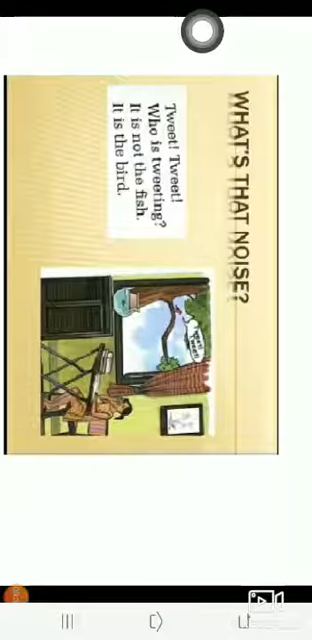 WHAT'S THAT NOISE?
Tweet! Tweet!
Who is tweeting?
It is not the fish.
It is the bird.
Tweet!
Tweet!